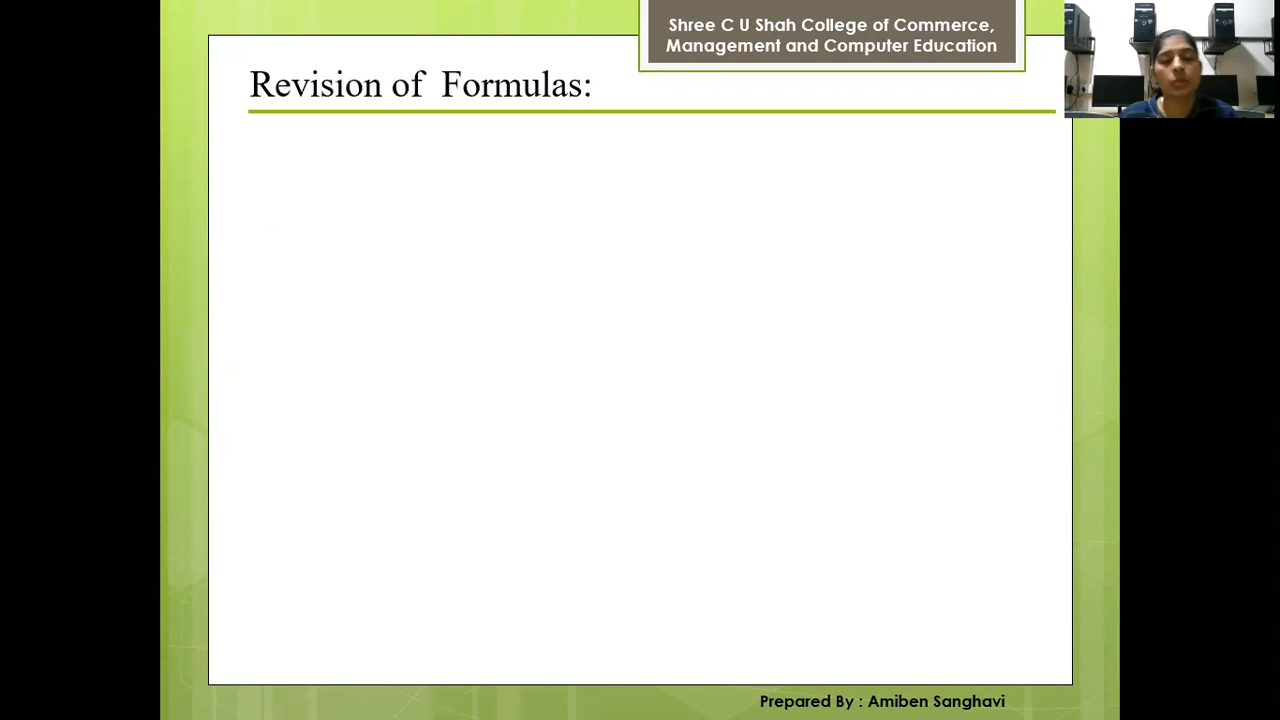 Shree C U Shah College of Commerce,
Management and Computer Education
Revision of  Formulas:
Prepared By : Amiben Sanghavi